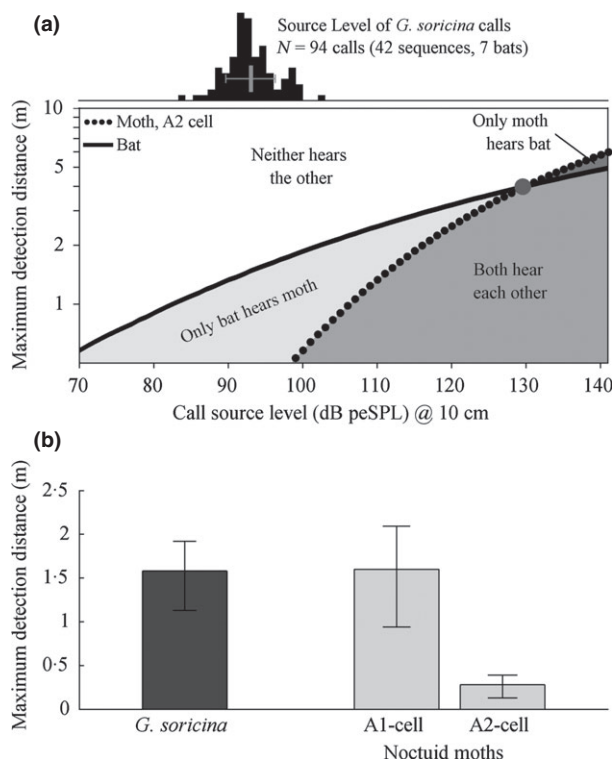 (a)
Source Level of G. soricina calls
N = 94 calls (42 sequences, 7 bats)
Maximum detection distance (m)
10
5
2
1
Moth, A2 cell
Bat
Neither hears
the other
Only moth
hears bat
Only bat hears moth
Both hear
each other
70
80
90
100
110
120
130
140
Call source level (dB peSPL) @ 10 cm
(b)
Maximum detection distance (m)
2·5
2
1·5
1
0·5
0
G. soricina
A1-cell
A2-cell
Noctuid moths